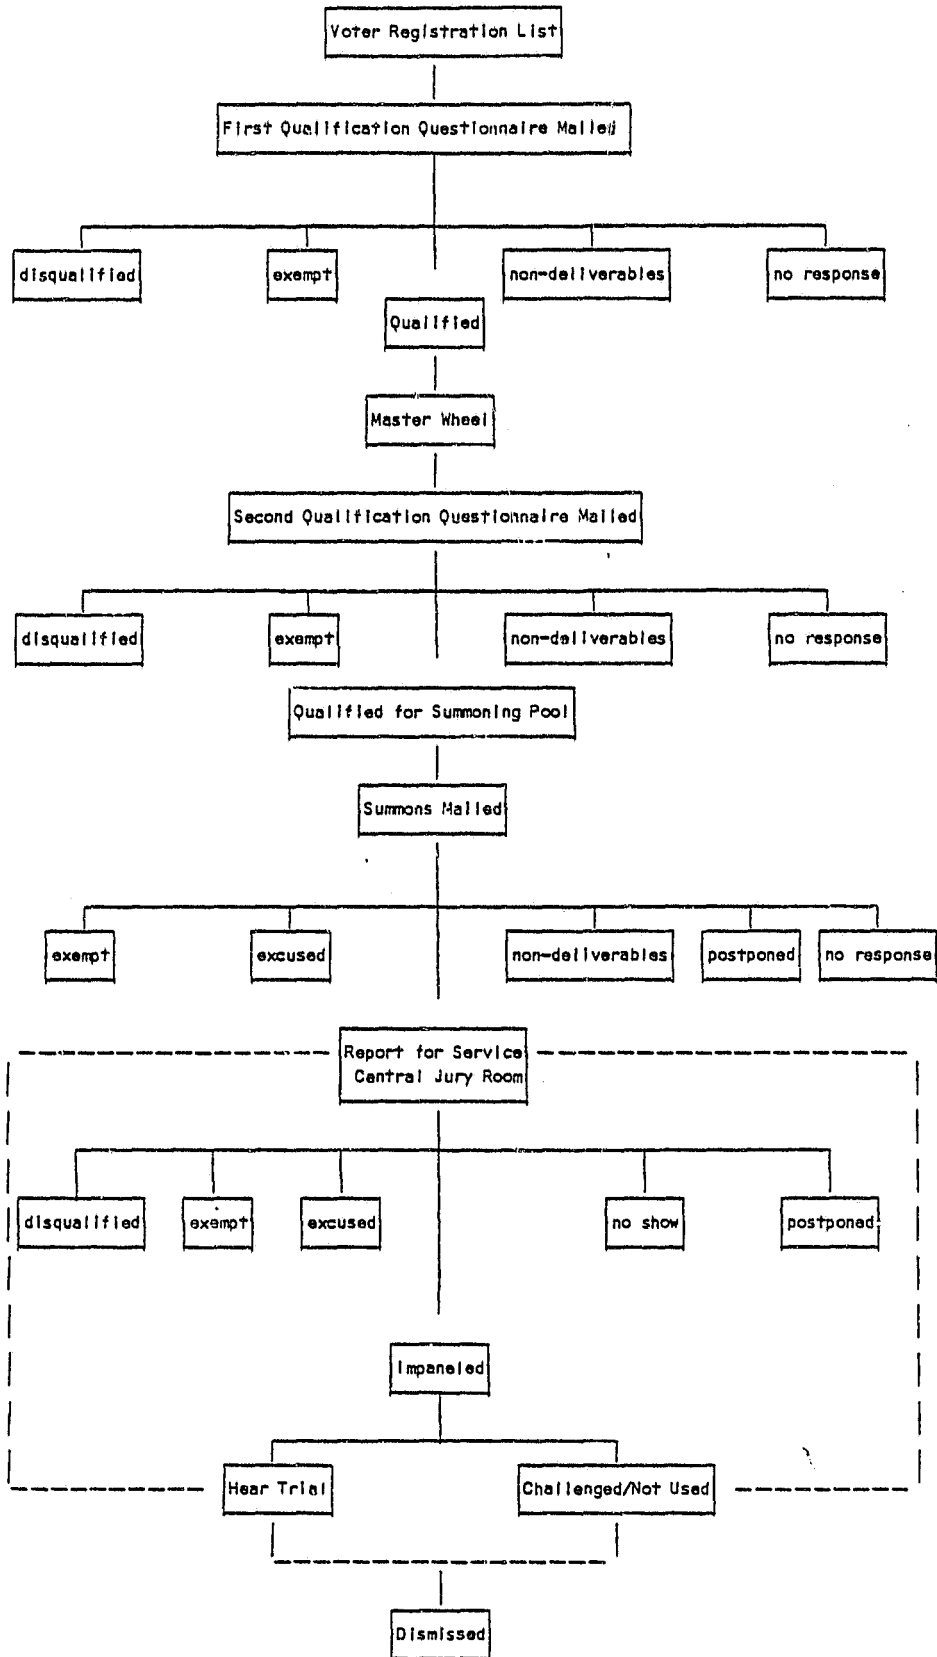 Voter Registration List
First Qualification Questionnaire Mailed
disqualified
exempt
non-deliverables
no response
Qualified
Master Wheel
Second Qualification Questionnaire Mailed
disqualified
exempt
non-deliverables
no response
Qualified for Summoning Pool
Summons Mailed
exempt
excused
non-deliverables
postponed
no response
Report for Service
Central Jury Room
disqualified
exempt
excused
no show
postponed
Impaneled
Hear Trial
Challenged/Not Used
Dismissed